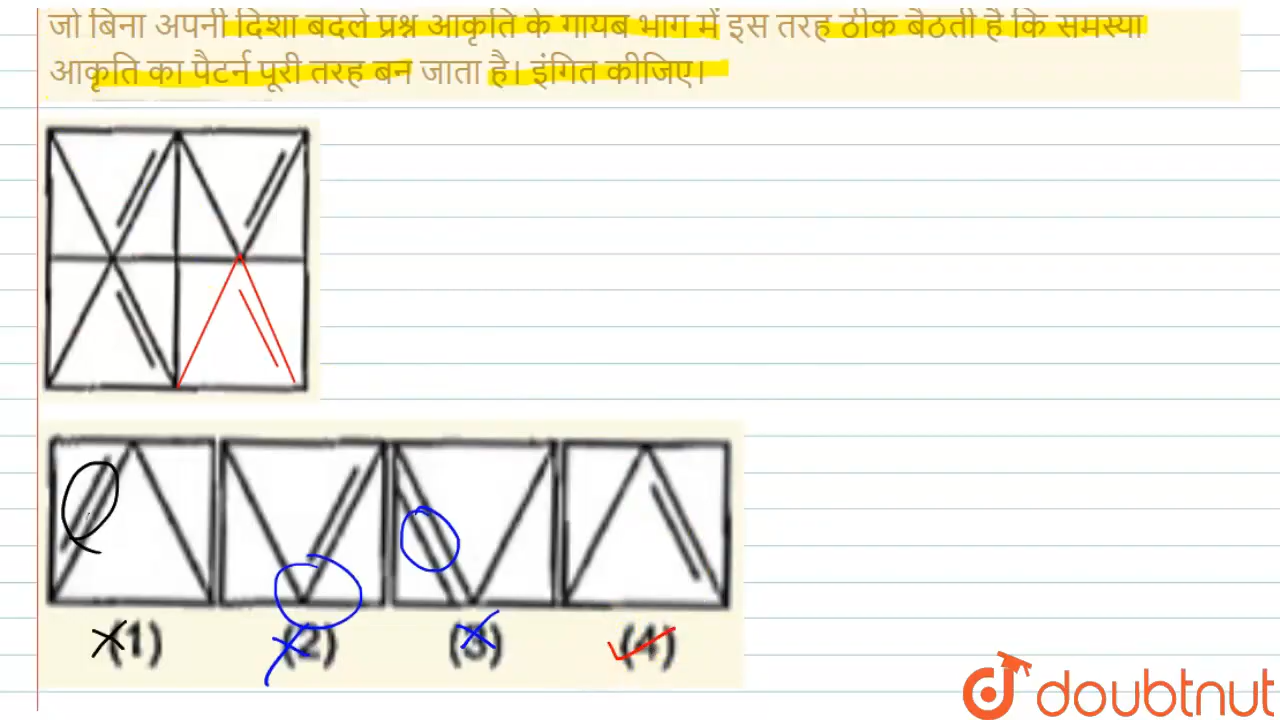 जो बिना अपनी दिशा बदले प्रश्न आकृति के गायब भाग में इस तरह ठीक बैठती है कि समस्या
आकृति का पैटर्न पूरी तरह बन जाता है। इंगित कीजिए।
(1) (2) (3) (4)
doubtnut